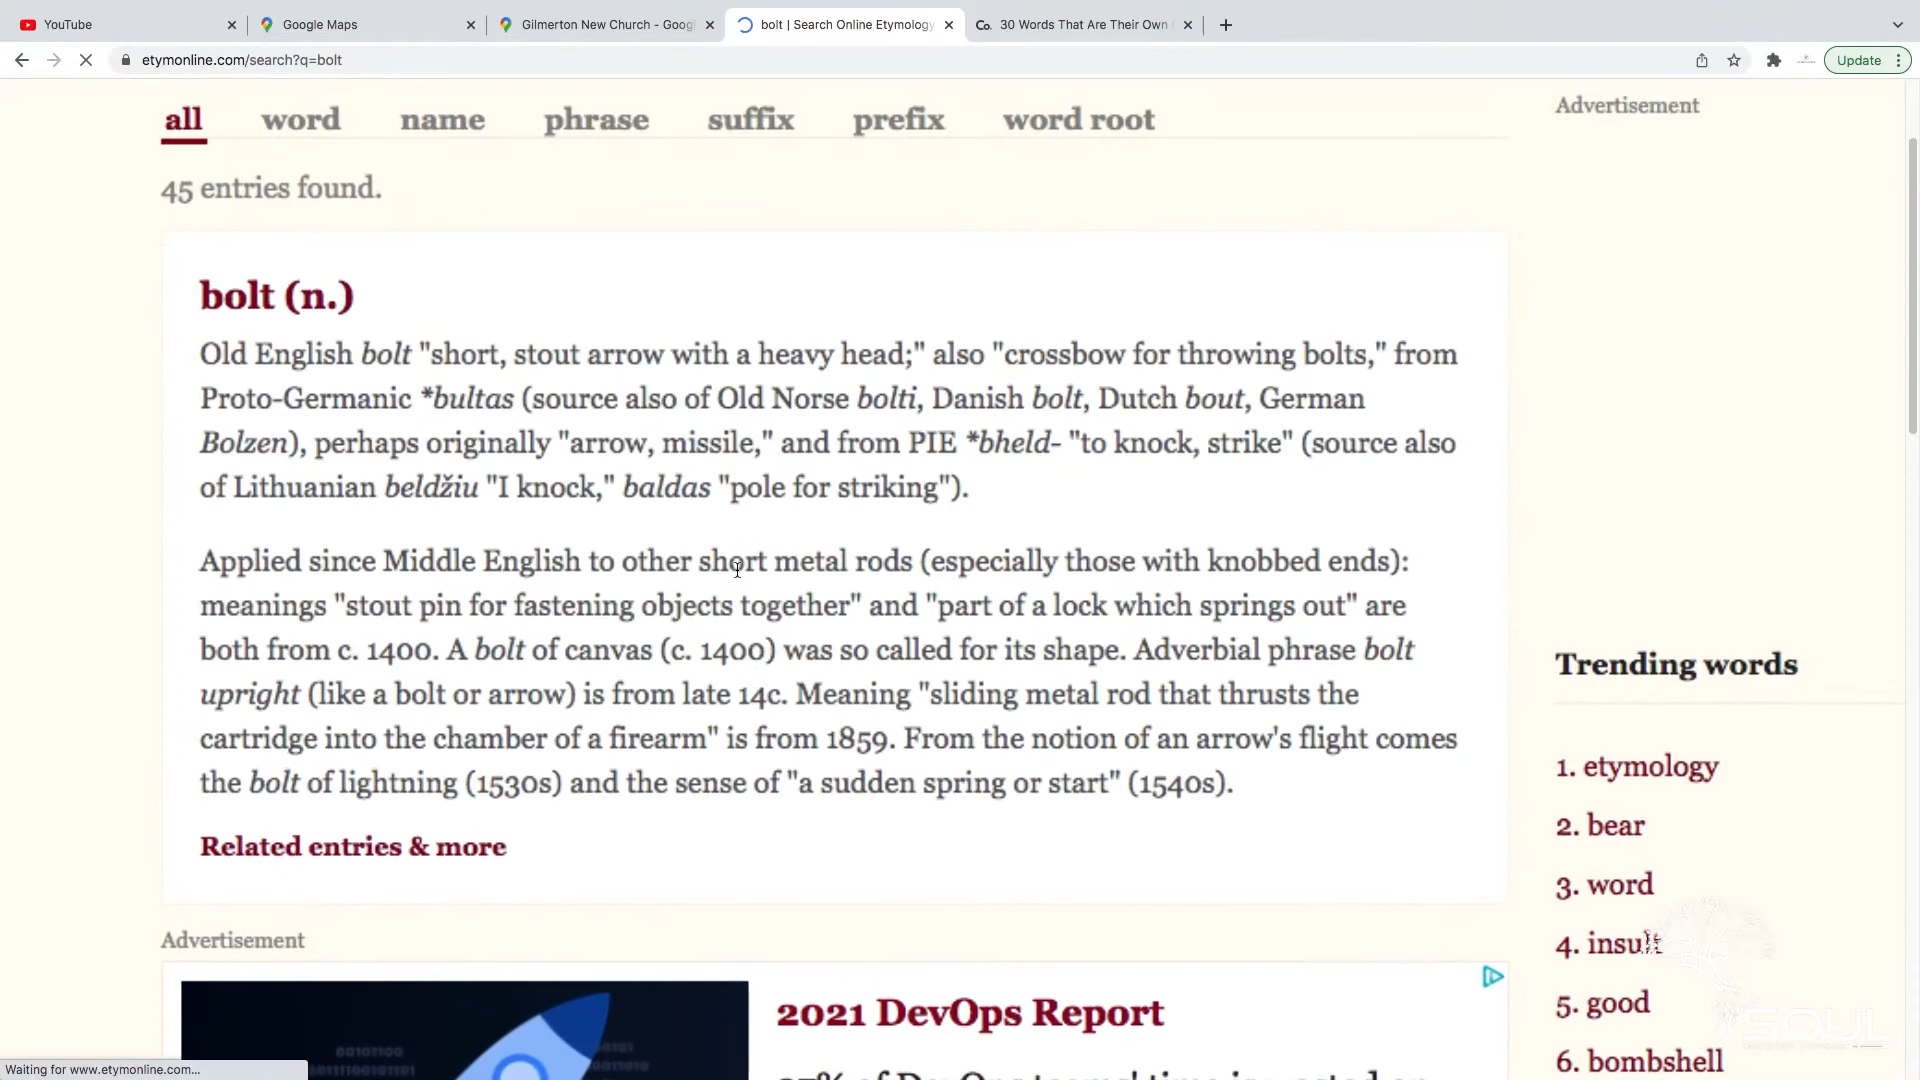 YouTube
Google Maps
Gilmerton New Church - Goog
bolt | Search Online Etymology
Co. 30 Words That Are Their Own
etymonline.com/search?q=bolt
Update
all word name phrase suffix prefix word root
Advertisement
45 entries found.
bolt (n.)
Old English bolt "short, stout arrow with a heavy head;" also "crossbow for throwing bolts," from
Proto-Germanic *bultas (source also of Old Norse bolti, Danish bolt, Dutch bout, German
Bolzen), perhaps originally "arrow, missile," and from PIE *bheld- "to knock, strike" (source also
of Lithuanian beldžiu "I knock," baldas "pole for striking").
Applied since Middle English to other short metal rods (especially those with knobbed ends):
meanings "stout pin for fastening objects together" and "part of a lock which springs out" are
both from c. 1400. A bolt of canvas (c. 1400) was so called for its shape. Adverbial phrase bolt
upright (like a bolt or arrow) is from late 14c. Meaning "sliding metal rod that thrusts the
cartridge into the chamber of a firearm" is from 1859. From the notion of an arrow's flight comes
the bolt of lightning (1530s) and the sense of "a sudden spring or start" (1540s).
Related entries & more
Trending words
1. etymology
2. bear
3. word
4. insult
5. good
6. bombshell
Advertisement
2021 DevOps Report
SOUL
Waiting for www.etymonline.com...